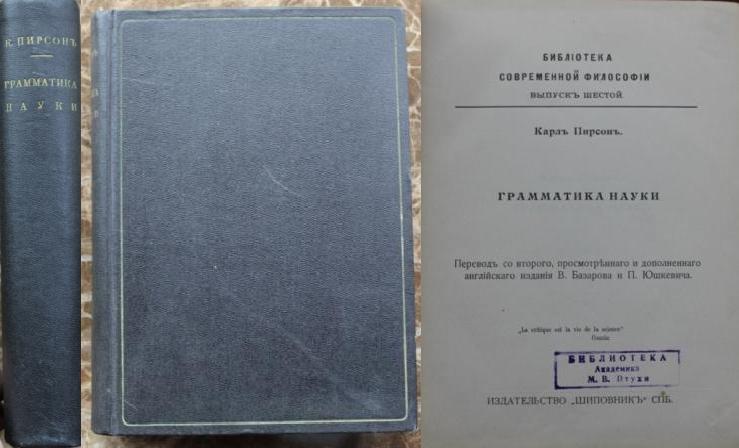 К. ПИРСОНЪ
ГРАММАТИКА
НАУКИ
БИБЛІОТЕКА
СОВРЕМЕННОЙ ФИЛОСОФІИ
ВЫПУСКЪ ШЕСТОЙ.
Карлъ Пирсонъ.
ГРАММАТИКА НАУКИ
Переводъ со второго, просмотрѣннаго и дополненнаго
англійскаго изданія В. Базарова и П. Юшкевича.
„La critique est la vie de la science"
Cousin
БИБЛИОТЕКА
Академика
М. В. Птухи
ИЗДАТЕЛЬСТВО „ШИПОВНИКЪ" СПБ.